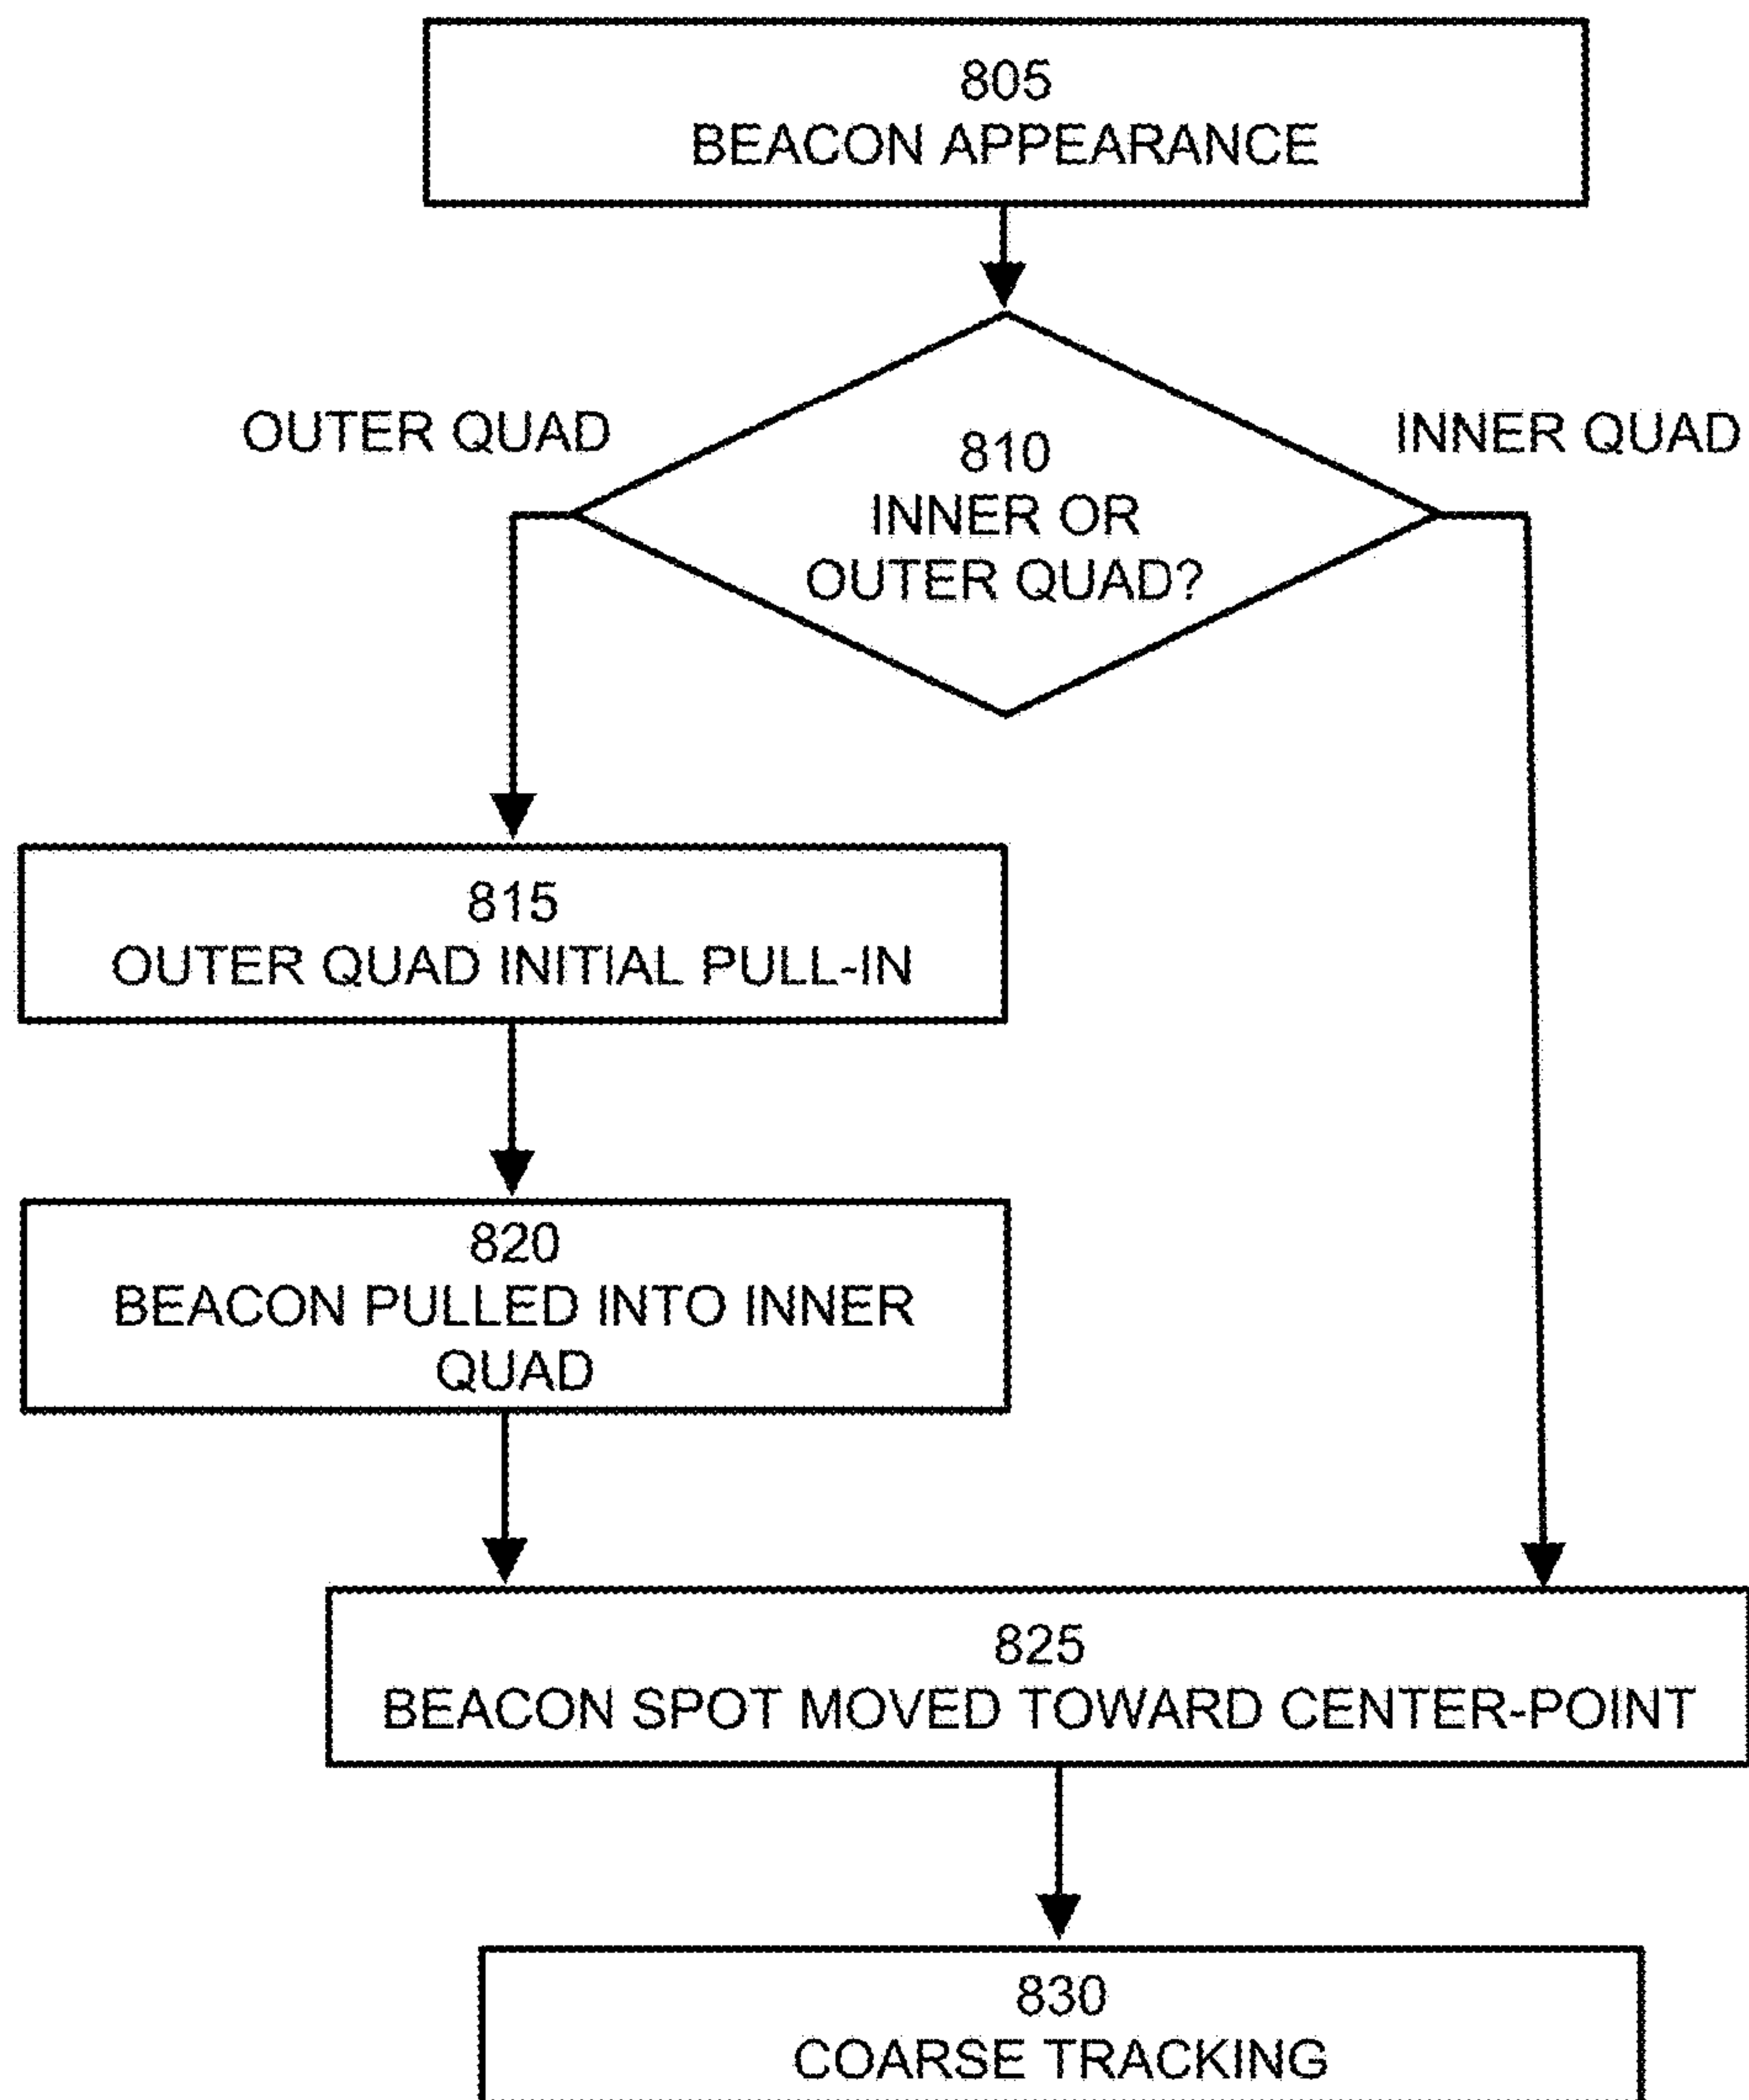 805
BEACON APPEARANCE
OUTER QUAD
INNER QUAD
810
INNER OR
OUTER QUAD?
815
OUTER QUAD INITIAL PULL-IN
820
BEACON PULLED INTO INNER
QUAD
825
BEACON SPOT MOVED TOWARD CENTER-POINT
830
COARSE TRACKING